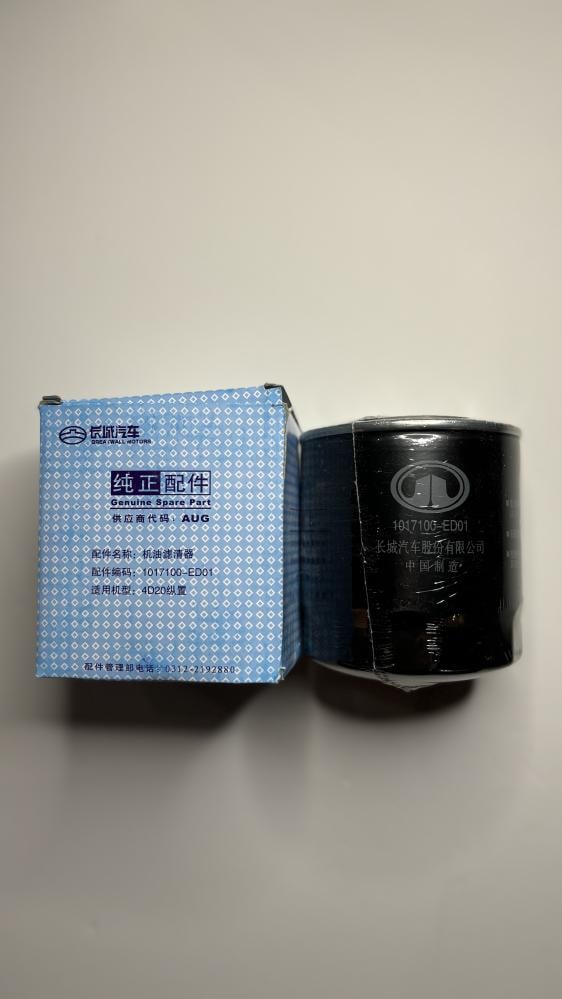 长城汽车
GREATWALL MOTORS
纯正配件
Genuine Spare Part
供应商代码：AUG
配件名称：机油滤清器
配件编码：1017100-ED01
适用机型：4D20纵置
配件管理部电话：0312-2192880
1017100-ED01
长城汽车股份有限公司
中国制造